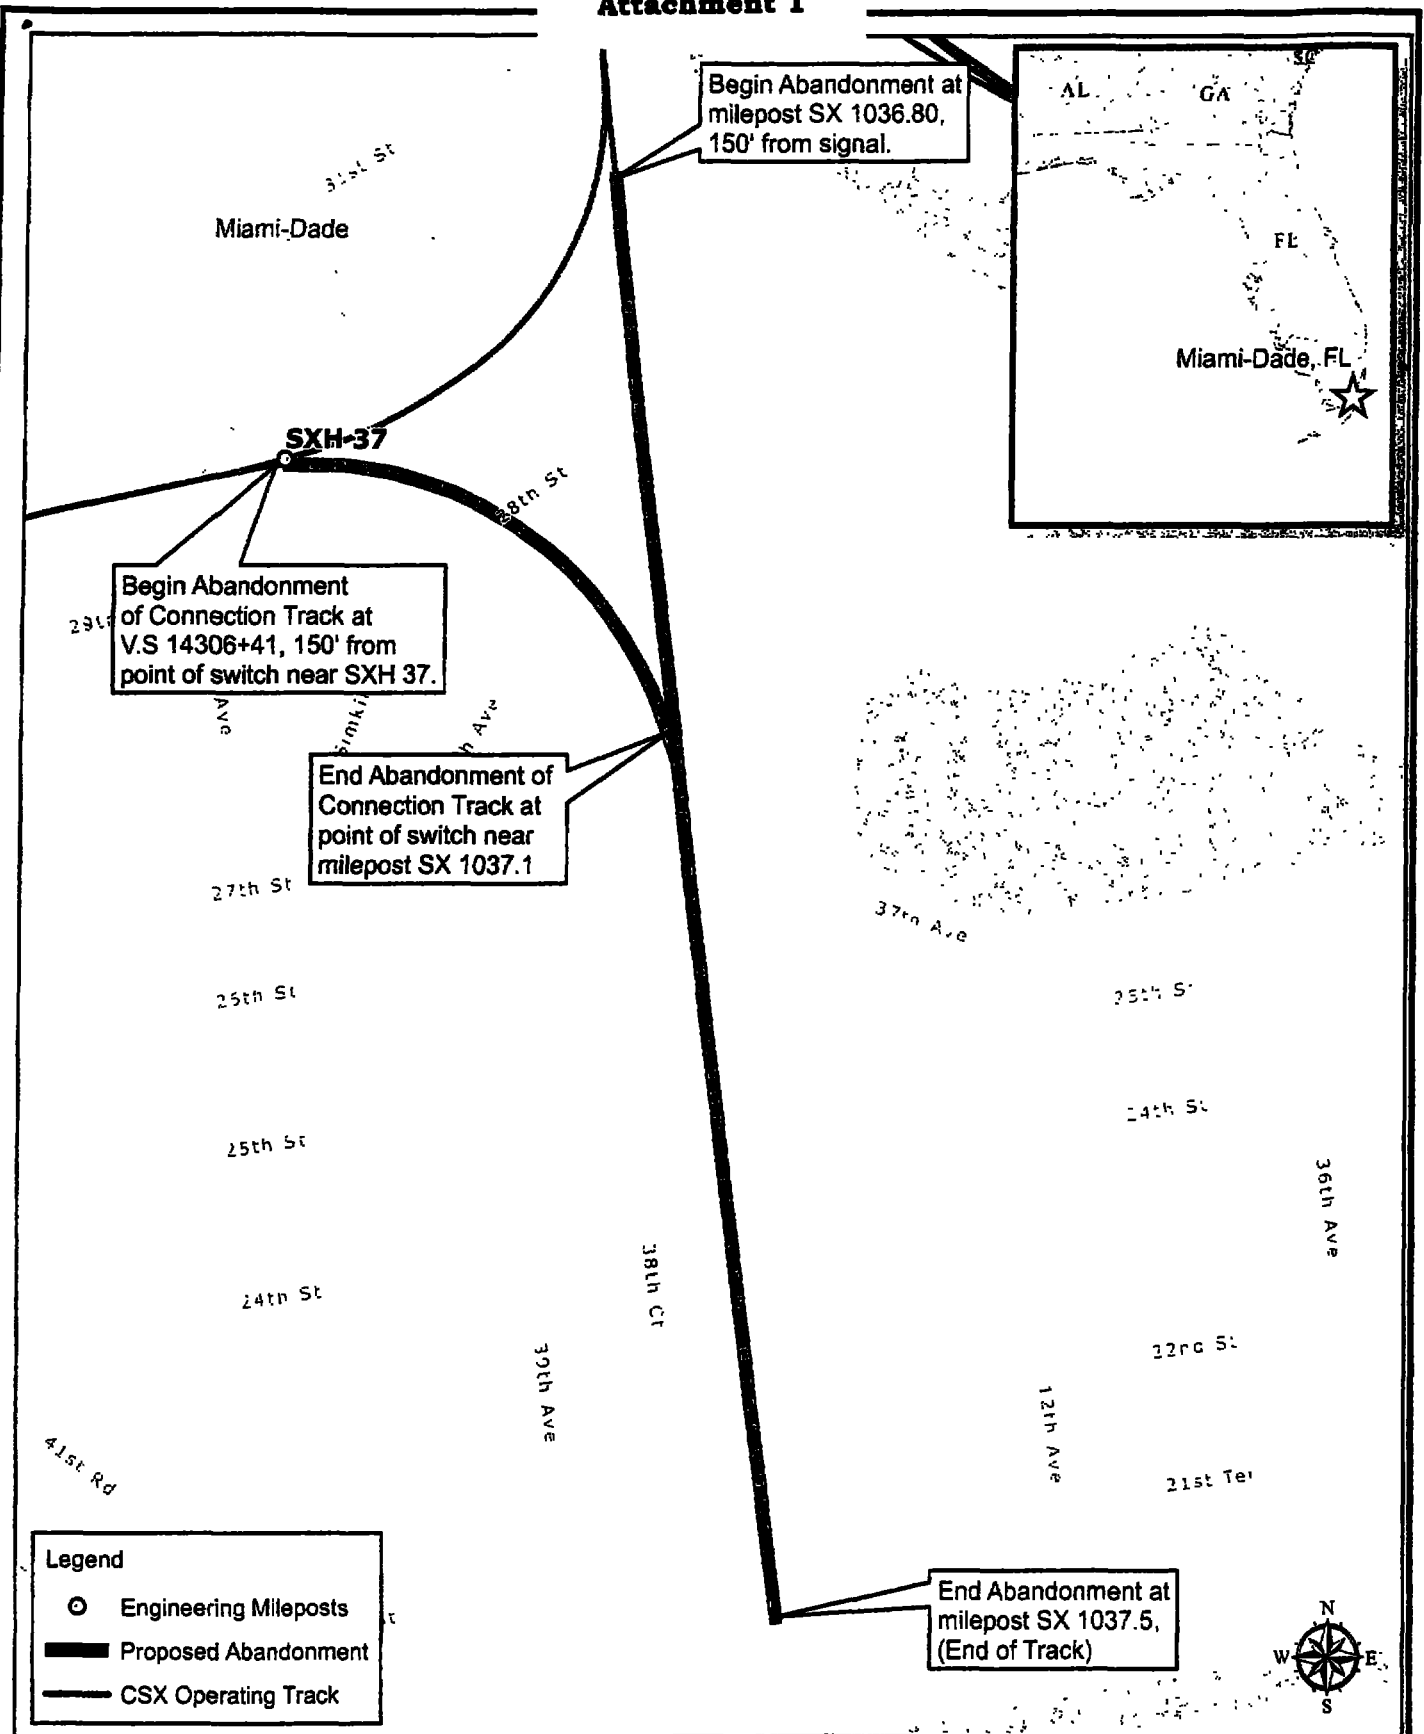 Attachment 1
Begin Abandonment at
milepost SX 1036.80,
150' from signal.
SC
AL
GA
FL
Miami-Dade, FL
31st St
Miami-Dade
SXH-37
28th St
Begin Abandonment
of Connection Track at
V.S 14306+41, 150' from
point of switch near SXH 37.
Ave
Ave
End Abandonment of
Connection Track at
point of switch near
milepost SX 1037.1
27th St
37th Ave
25th St
25th St
24th St
25th St
36th Ave
38th Ct
24th St
22nd St
39th Ave
12th Ave
41st Rd
21st Ter
Legend
Engineering Mileposts
Proposed Abandonment
CSX Operating Track
End Abandonment at
milepost SX 1037.5,
(End of Track)
N
W E
S